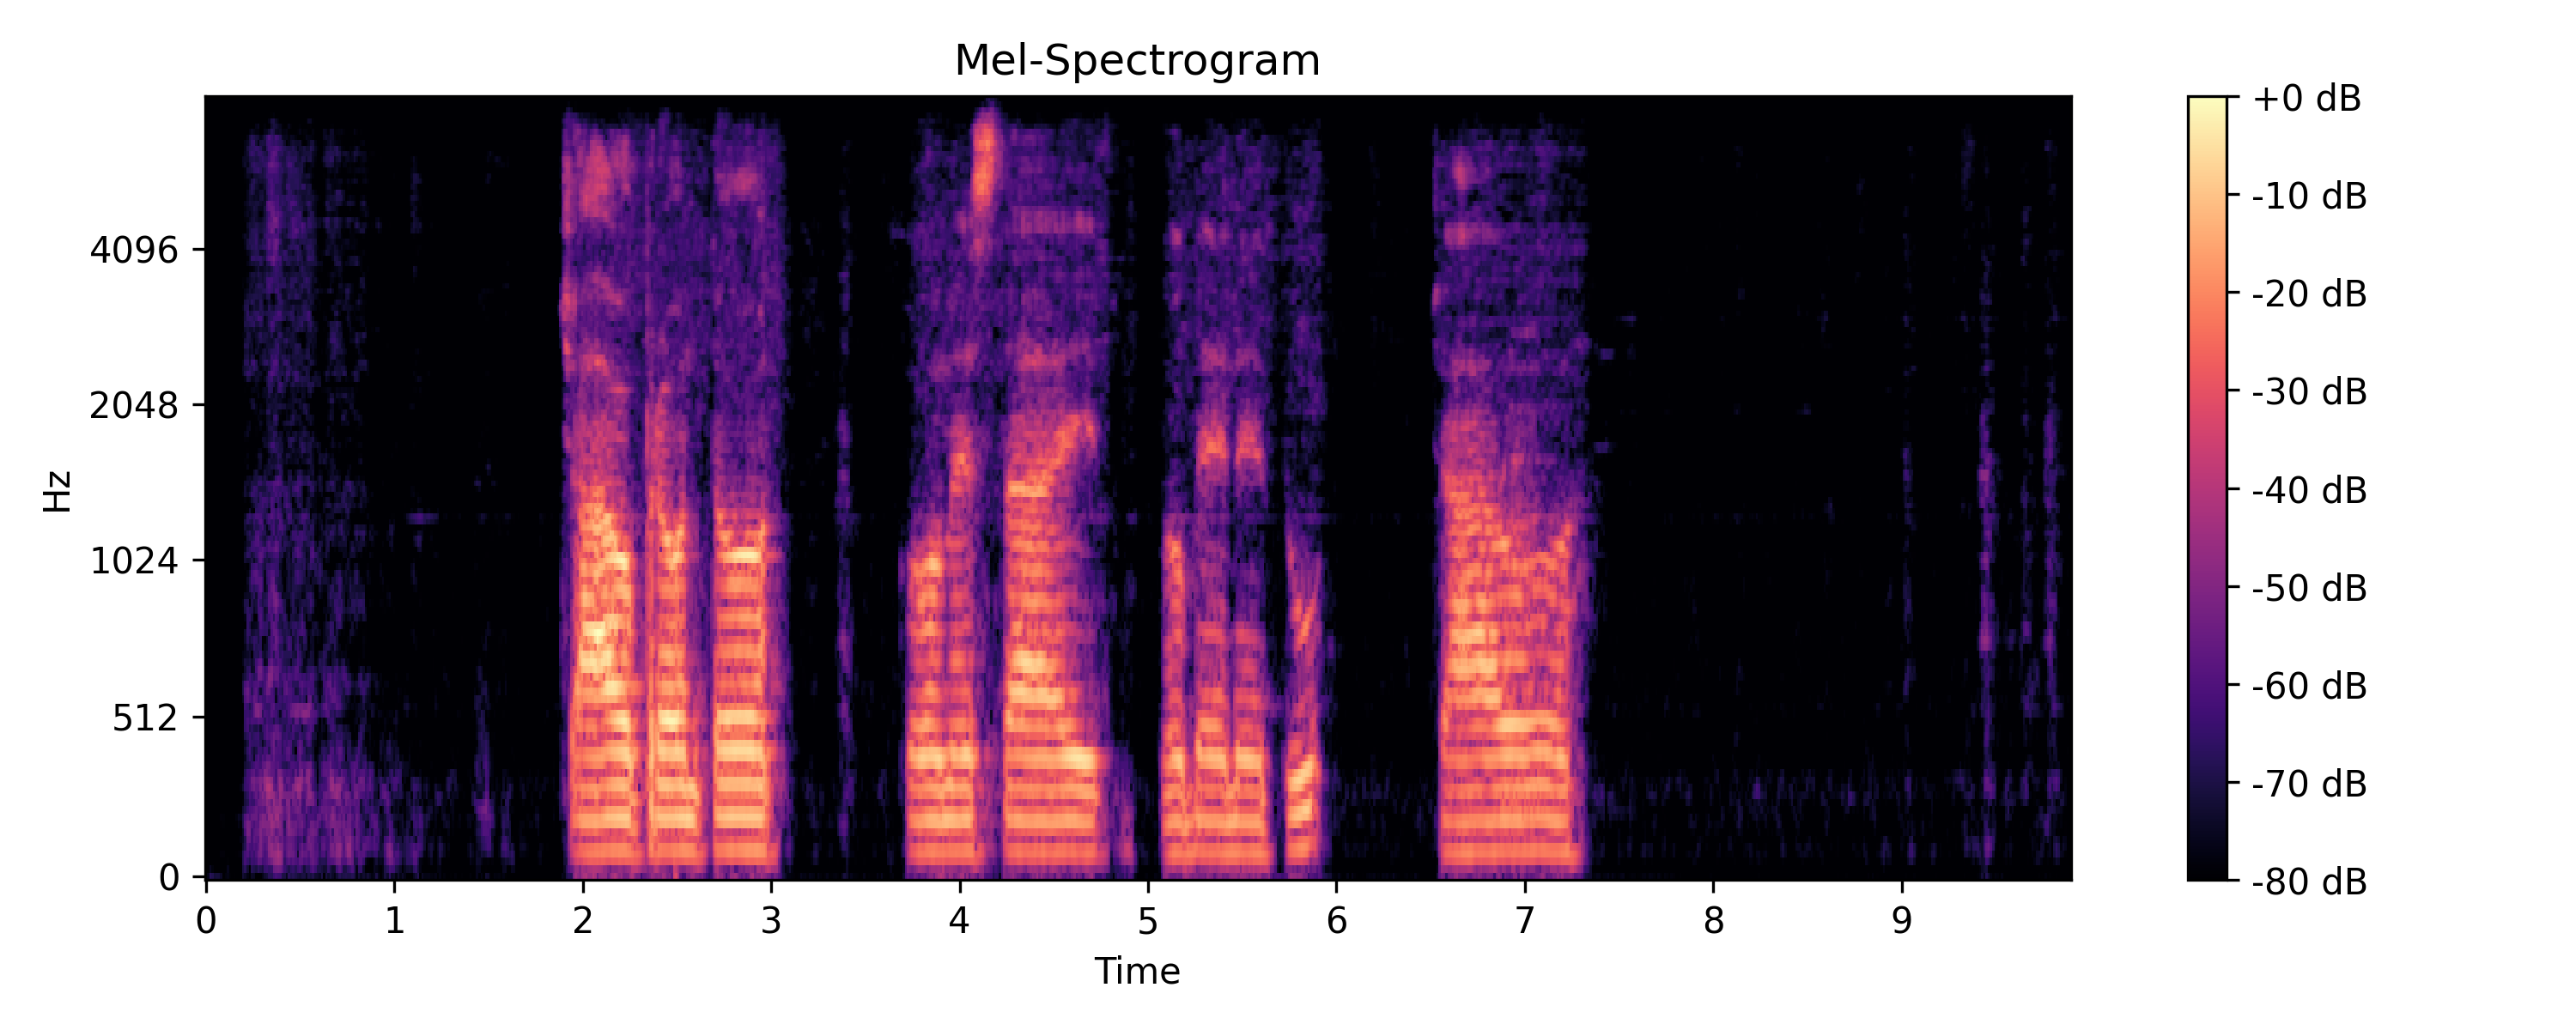 Mel-Spectrogram
+0 dB
-10 dB
-20 dB
-30 dB
-40 dB
-50 dB
-60 dB
-70 dB
-80 dB
Hz
4096
2048
1024
512
0
0 1 2 3 4 5 6 7 8 9
Time